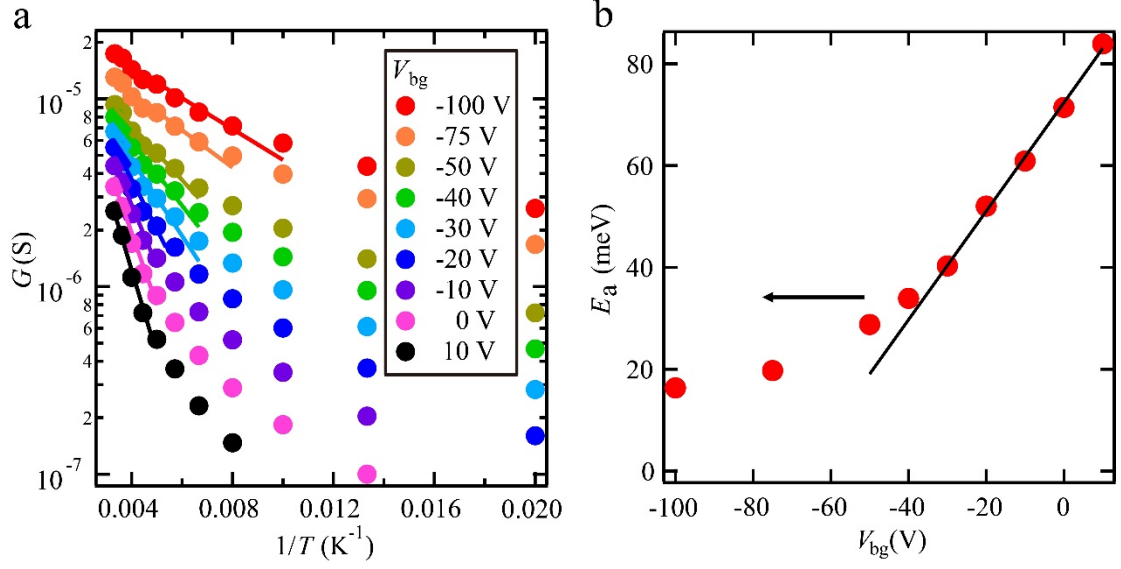 a
2
10⁻⁵
8
6
4
2
10⁻⁶
8
6
4
2
10⁻⁷
G (S)
0.004
0.008
0.012
0.016
0.020
1/T (K⁻¹)
V_bg
-100 V
-75 V
-50 V
-40 V
-30 V
-20 V
-10 V
0 V
10 V
b
80
60
40
20
0
E_a (meV)
-100
-80
-60
-40
-20
0
V_bg(V)